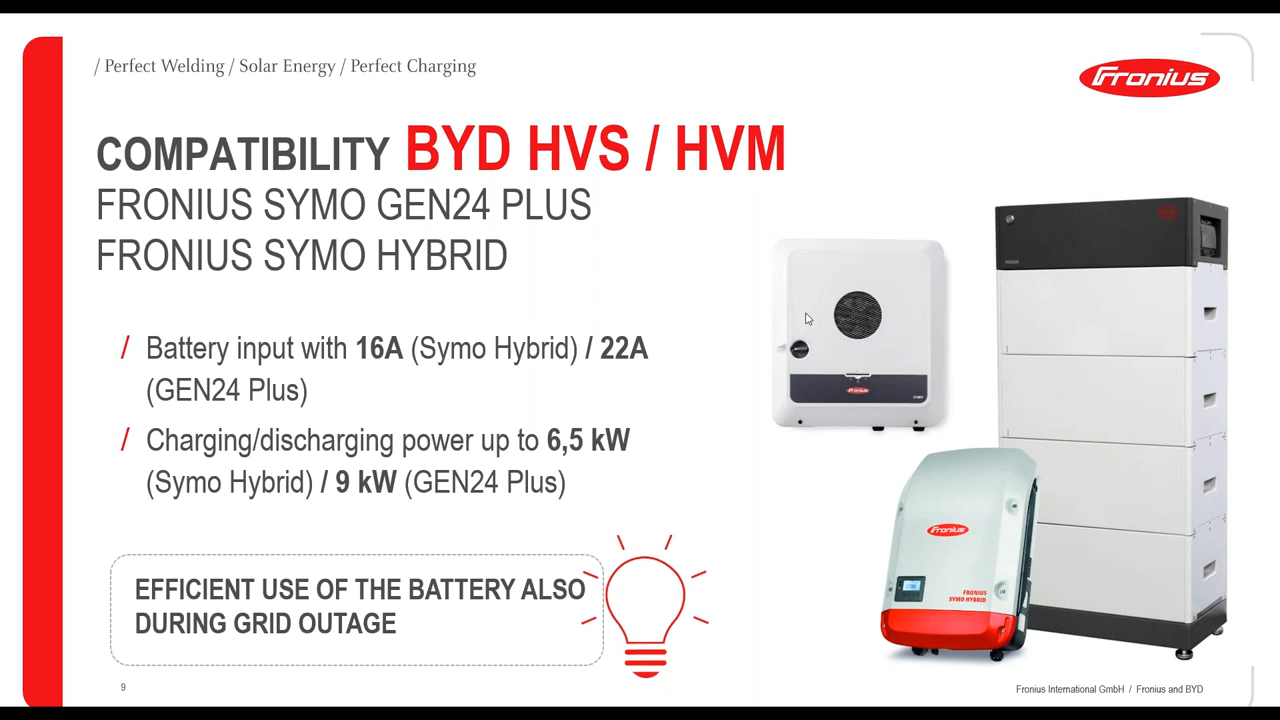 / Perfect Welding / Solar Energy / Perfect Charging
Fronius
COMPATIBILITY BYD HVS / HVM
FRONIUS SYMO GEN24 PLUS
FRONIUS SYMO HYBRID
/ Battery input with 16A (Symo Hybrid) / 22A
(GEN24 Plus)
/ Charging/discharging power up to 6,5 kW
(Symo Hybrid) / 9 kW (GEN24 Plus)
EFFICIENT USE OF THE BATTERY ALSO
DURING GRID OUTAGE
Fronius
Fronius
FRONIUS
SYMO HYBRID
9
Fronius International GmbH / Fronius and BYD